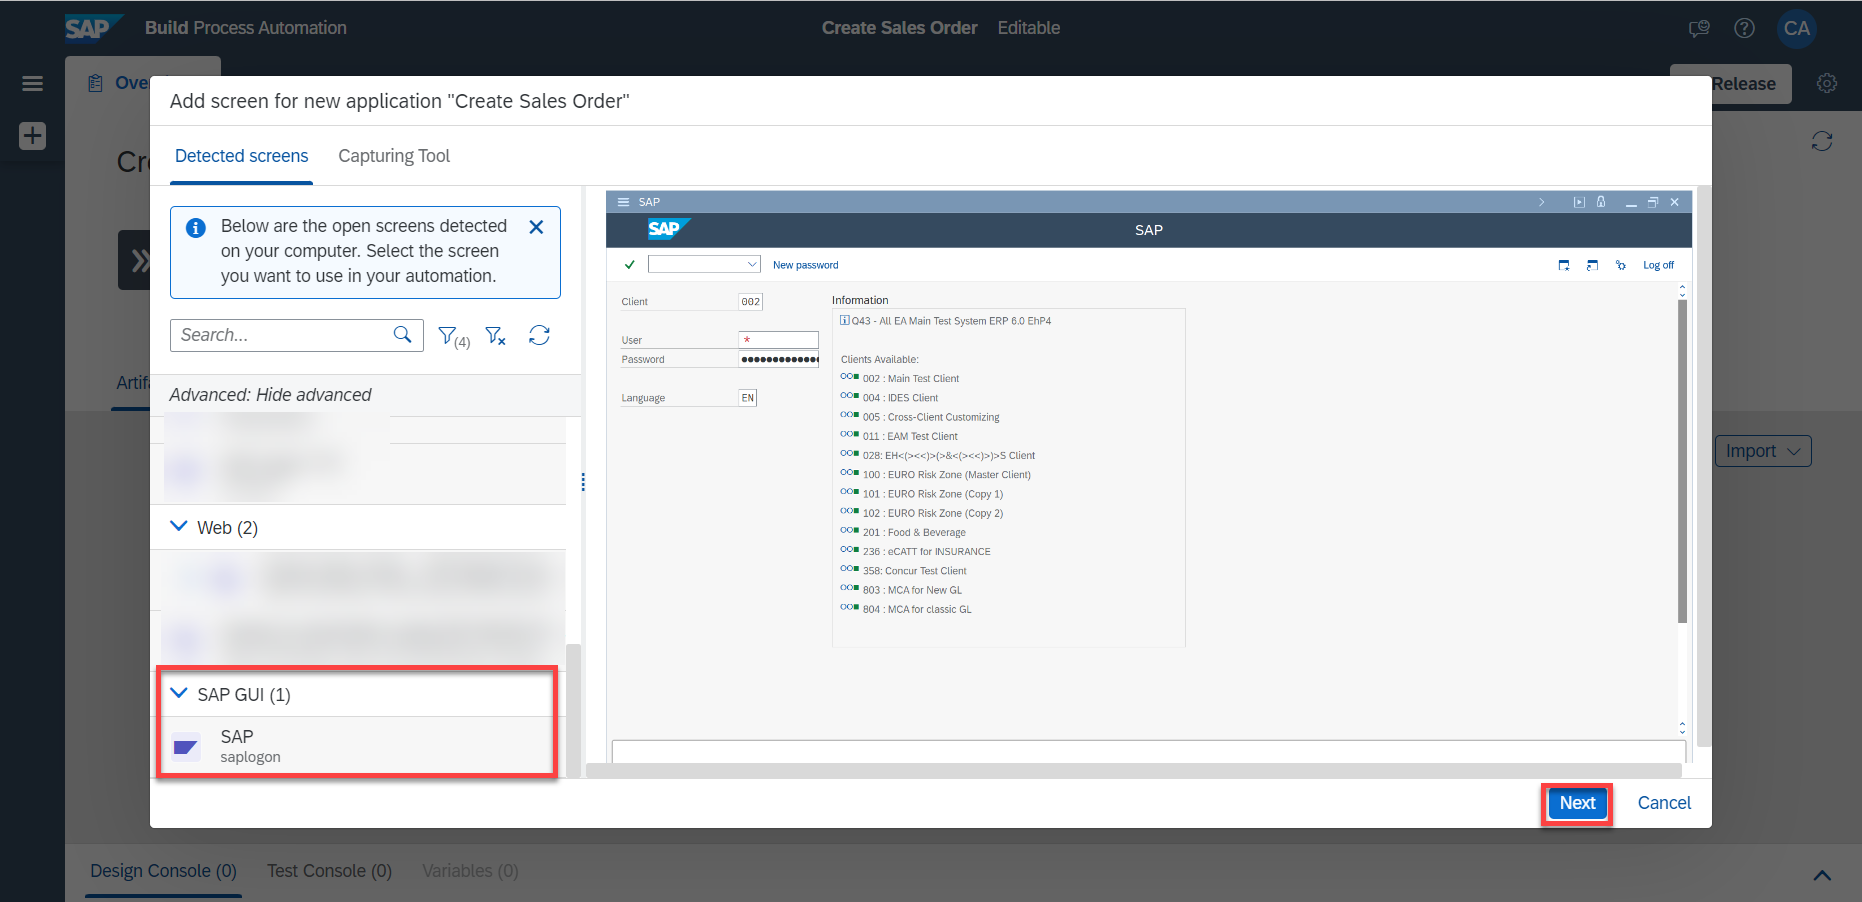 SAP Build Process Automation
Create Sales Order Editable
CA
Release
Add screen for new application "Create Sales Order"
Detected screens Capturing Tool
Below are the open screens detected
on your computer. Select the screen
you want to use in your automation.
Search...
(4)
Advanced: Hide advanced
Web (2)
SAP GUI (1)
SAP
saplogon
SAP
SAP
SAP
New password
Log off
Client 002
User *
Password
Language EN
Information
Q43 - All EA Main Test System ERP 6.0 EhP4
Clients Available:
002 : Main Test Client
004 : IDES Client
005 : Cross-Client Customizing
011 : EAM Test Client
028: EH<(><<)>(>&<(><<)>)>S Client
100 : EURO Risk Zone (Master Client)
101 : EURO Risk Zone (Copy 1)
102 : EURO Risk Zone (Copy 2)
201 : Food & Beverage
236 : eCATT for INSURANCE
358: Concur Test Client
803 : MCA for New GL
804 : MCA for classic GL
Import
Next Cancel
Design Console (0) Test Console (0) Variables (0)